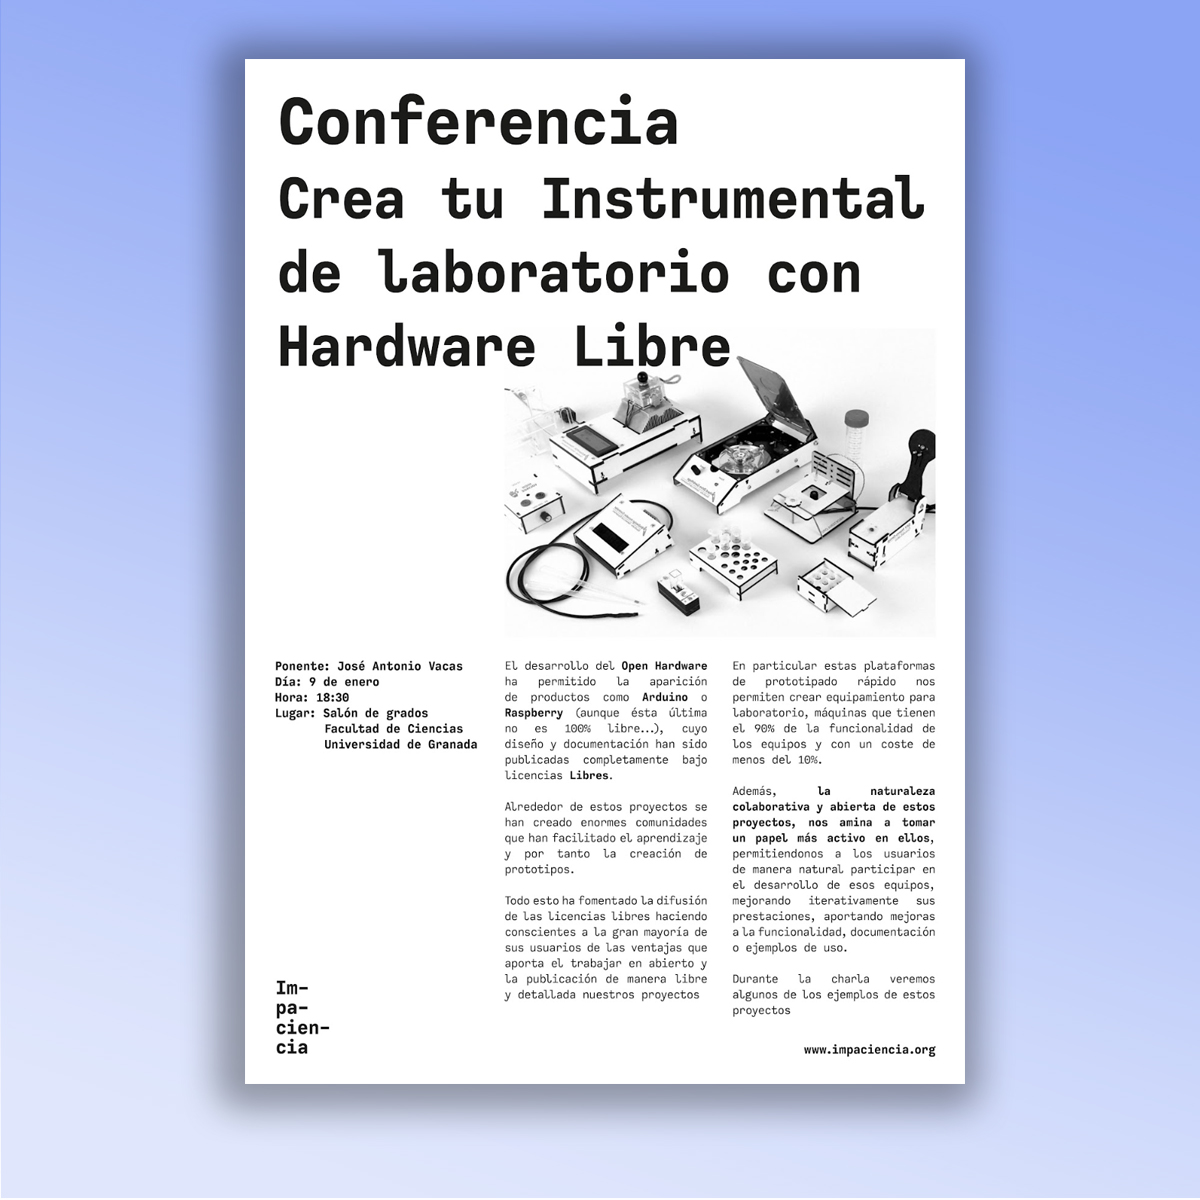 Conferencia
Crea tu Instrumental
de laboratorio con
Hardware Libre
Ponente: José Antonio Vacas
Día: 9 de enero
Hora: 18:30
Lugar: Salón de grados
Facultad de Ciencias
Universidad de Granada
El desarrollo del Open Hardware
ha permitido la aparición
de productos como Arduino o
Raspberry (aunque ésta última
no es 100% libre...), cuyo
diseño y documentación han sido
publicadas completamente bajo
licencias Libres.
Alrededor de estos proyectos se
han creado enormes comunidades
que han facilitado el aprendizaje
y por tanto la creación de
prototipos.
Todo esto ha fomentado la difusión
de las licencias libres haciendo
conscientes a la gran mayoría de
sus usuarios de las ventajas que
aporta el trabajar en abierto y
la publicación de manera libre
y detallada nuestros proyectos
En particular estas plataformas
de prototipado rápido nos
permiten crear equipamiento para
laboratorio, máquinas que tienen
el 90% de la funcionalidad de
los equipos y con un coste de
menos del 10%.
Además, la naturaleza
colaborativa y abierta de estos
proyectos, nos amina a tomar
un papel más activo en ellos,
permitiendonos a los usuarios
de manera natural participar en
el desarrollo de esos equipos,
mejorando iterativamente sus
prestaciones, aportando mejoras
a la funcionalidad, documentación
o ejemplos de uso.
Durante la charla veremos
algunos de los ejemplos de estos
proyectos
Im-
pa-
cien-
cia
www.impaciencia.org